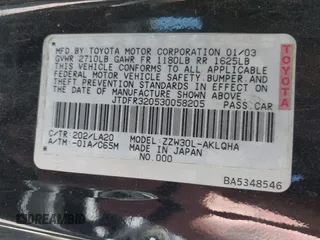 MFD BY TOYOTA MOTOR CORPORATION 01/03
GVWR 2710LB GAWR FR 1180LB RR 1625LB
THIS VEHICLE CONFORMS TO ALL APPLICABLE
FEDERAL MOTOR VEHICLE SAFETY, BUMPER, AND
THEFT PREVENTION STANDARDS IN EFFECT ON
THE DATE OF MANUFACTURE SHOWN ABOVE.
JTDFR320530058205 PASS CAR
C/TR 202/LA20 ZZW30L-AKLQHA
A/TM -01A/C65M MADE IN JAPAN
NO.000
TOYOTA
BA5348546
DREAMBID